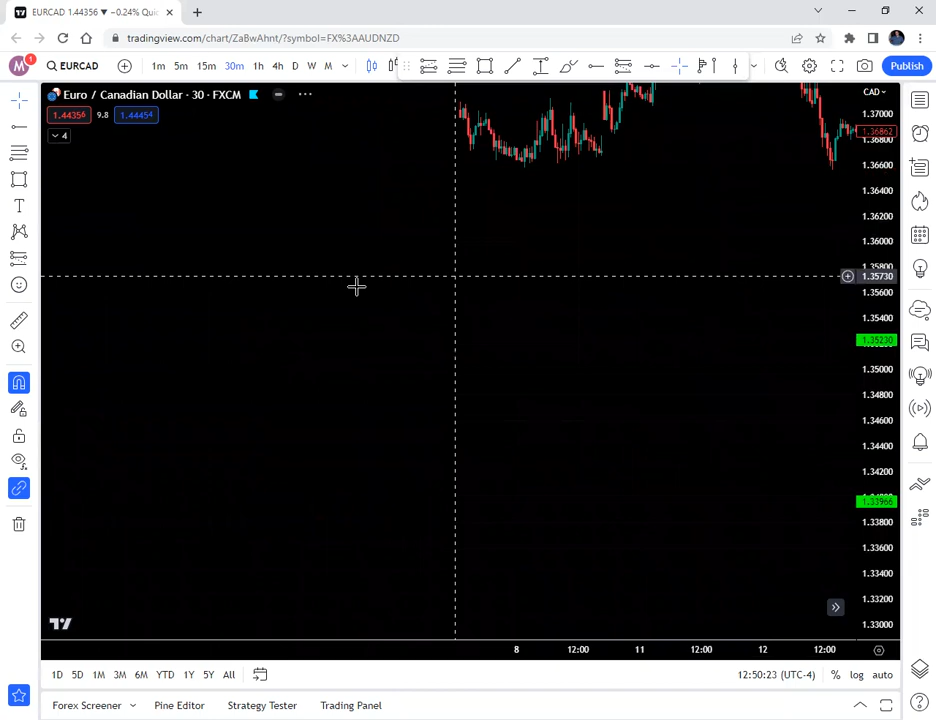 EURCAD 1.44356 ▼ −0.24% Quic
tradingview.com/chart/ZaBwAhnt/?symbol=FX%3AAUDNZD
M 1 EURCAD 1m 5m 15m 30m 1h 4h D W M Publish
Euro / Canadian Dollar · 30 · FXCM
CAD
1.44356 9.8 1.44454
4
1.37000
1.36862
1.36800
1.36600
1.36400
1.36200
1.36000
1.35800
1.35730
1.35600
1.35400
1.35230
1.35000
1.34800
1.34600
1.34400
1.34200
1.33966
1.33800
1.33600
1.33400
1.33200
1.33000
8 12:00 11 12:00 12 12:00
1D 5D 1M 3M 6M YTD 1Y 5Y All 12:50:23 (UTC-4) % log auto
Forex Screener Pine Editor Strategy Tester Trading Panel